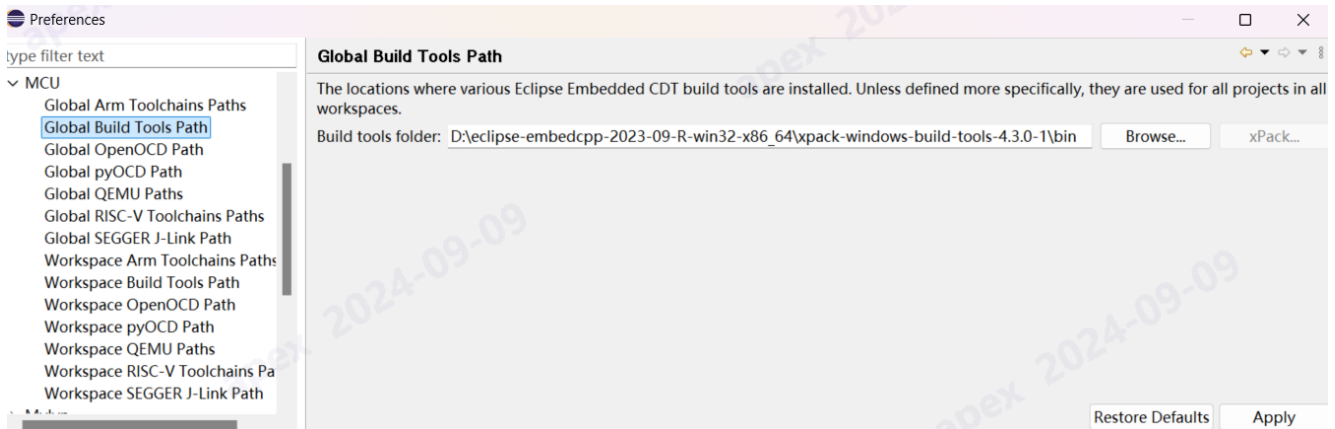 Preferences
type filter text
MCU
Global Arm Toolchains Paths
Global Build Tools Path
Global OpenOCD Path
Global pyOCD Path
Global QEMU Paths
Global RISC-V Toolchains Paths
Global SEGGER J-Link Path
Workspace Arm Toolchains Paths
Workspace Build Tools Path
Workspace OpenOCD Path
Workspace pyOCD Path
Workspace QEMU Paths
Workspace RISC-V Toolchains Pa
Workspace SEGGER J-Link Path
Global Build Tools Path
The locations where various Eclipse Embedded CDT build tools are installed. Unless defined more specifically, they are used for all projects in all
workspaces.
Build tools folder: D:\eclipse-embedcpp-2023-09-R-win32-x86_64\xpack-windows-build-tools-4.3.0-1\bin Browse... xPack...
Restore Defaults Apply
apex 2024-09-09
apex 2024-09-09